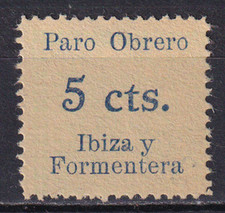 Paro Obrero
5 cts.
Ibiza y
Formentera